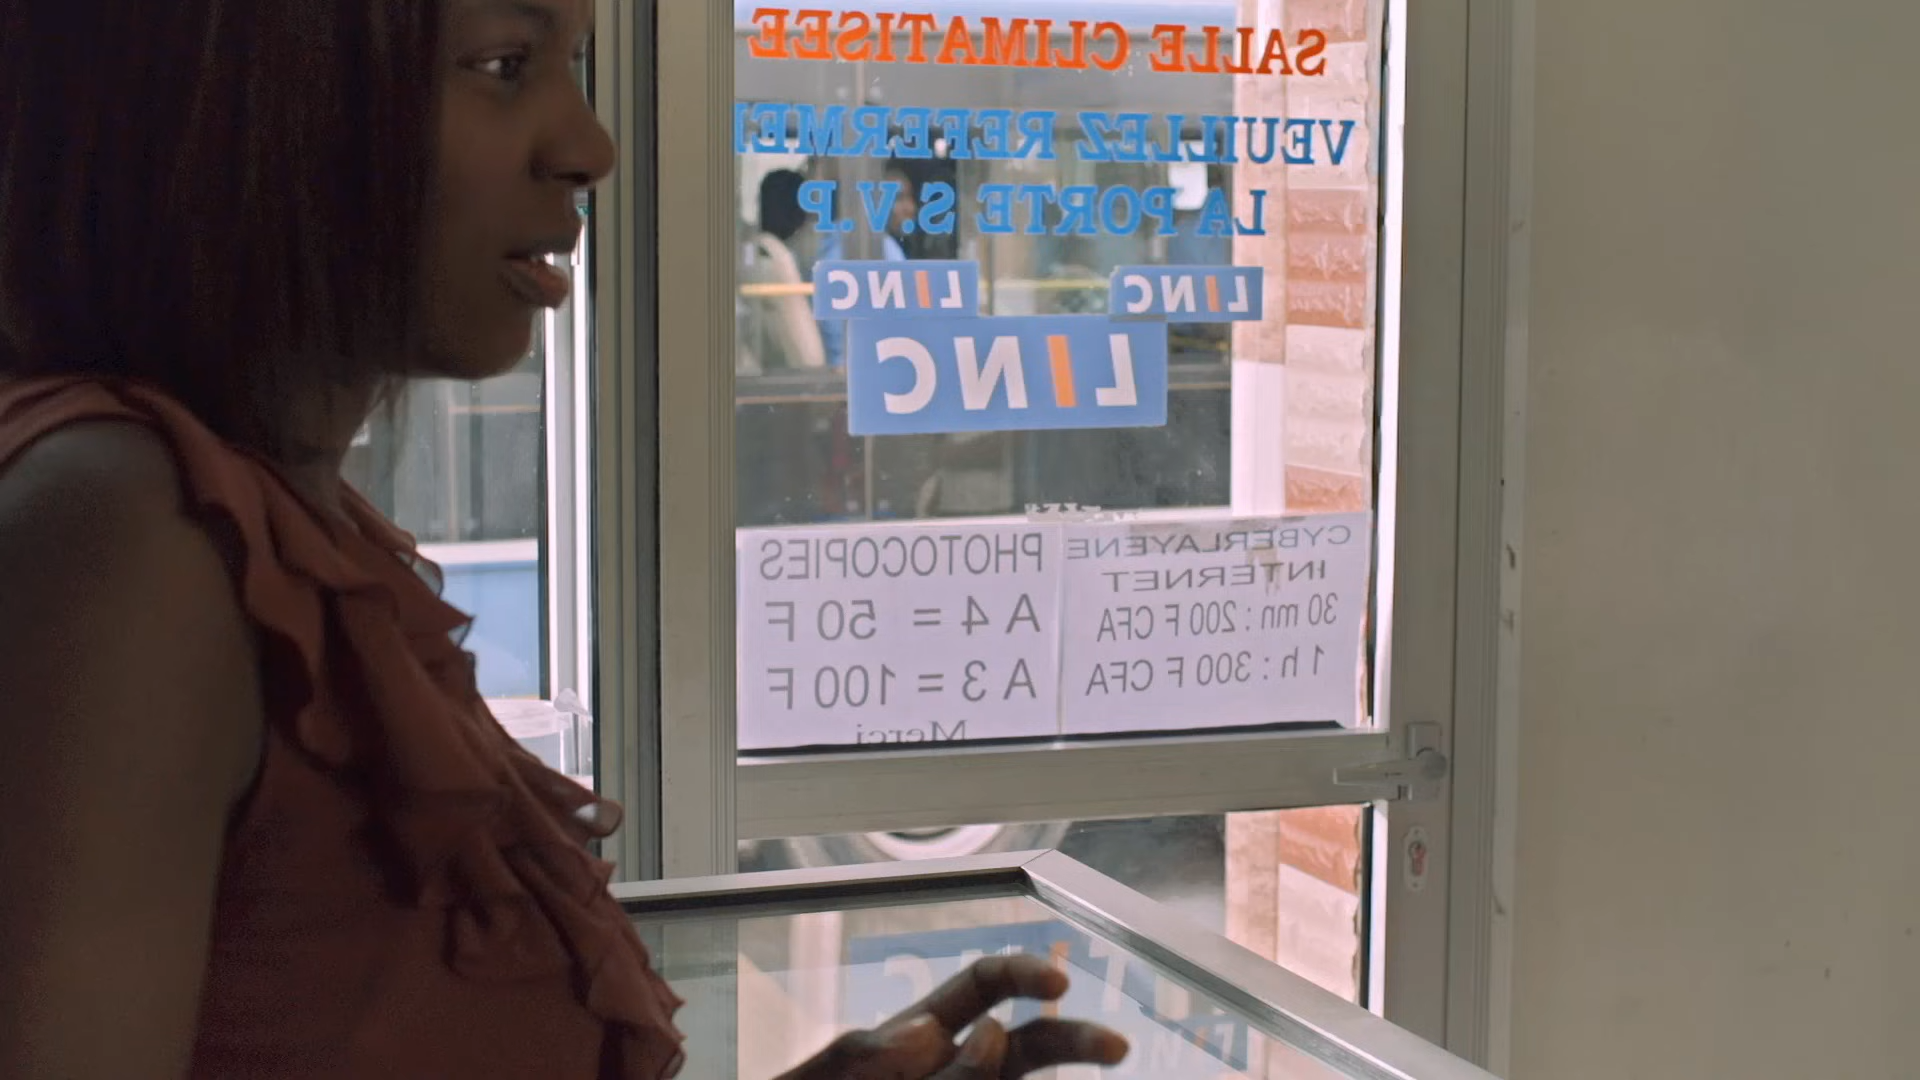 SALLE CLIMATISEE
VEUILLEZ REFERMER
LA PORTE S.V.P
LINC
LINC
LINC
PHOTOCOPIES
A4 = 50 F
A3 = 100 F
Merci
CYBERLAYENE
INTERNET
30 mn : 200 F CFA
1 h : 300 F CFA